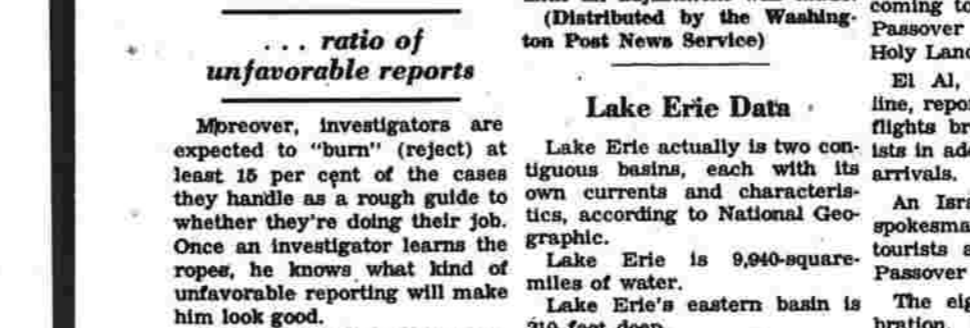 ... ratio of
unfavorable reports
Moreover, investigators are
expected to "burn" (reject) at
least 15 per cent of the cases
they handle as a rough guide to
whether they're doing their job.
Once an investigator learns the
ropes, he knows what kind of
unfavorable reporting will make
him look good.
(Distributed by the Washing-
ton Post News Service)
Lake Erie Data
Lake Erie actually is two con-
tiguous basins, each with its
own currents and characteris-
tics, according to National Geo-
graphic.
Lake Erie is 9,940-square-
miles of water.
Lake Erie's eastern basin is
210 feet deep.
coming to
Passover
Holy Land
El Al,
line, repo
flights br
ists in add
arrivals.
An Isra
spokesma
tourists a
Passover
The eig
bration.